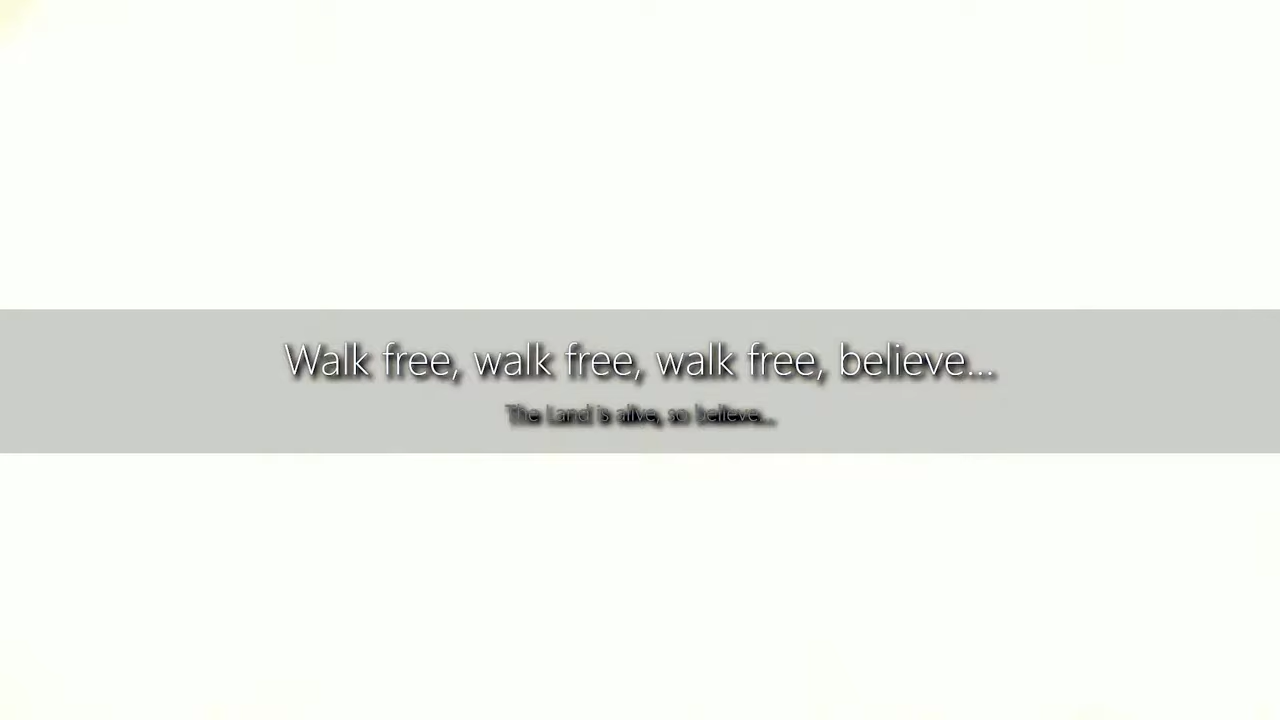 Walk free, walk free, walk free, believe...
The Land is alive, so believe...